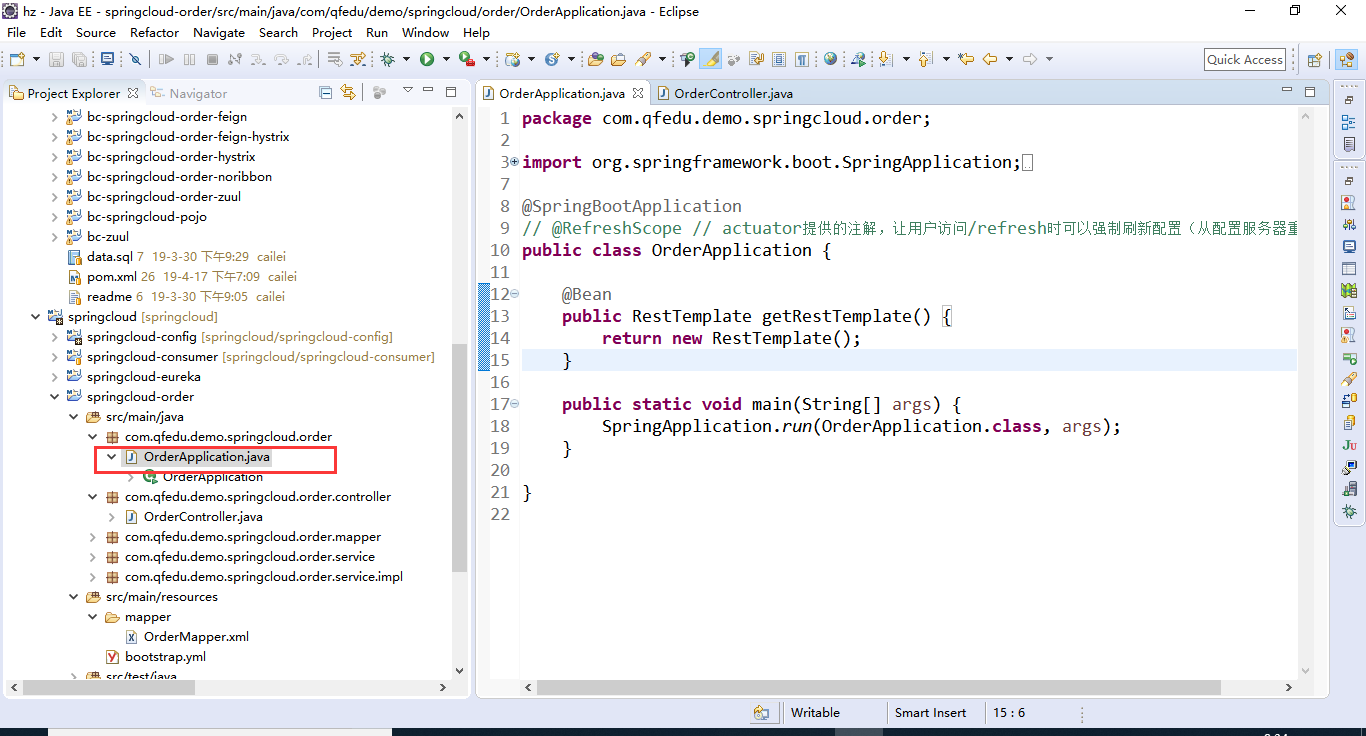 hz - Java EE - springcloud-order/src/main/java/com/qfedu/demo/springcloud/order/OrderApplication.java - Eclipse
File Edit Source Refactor Navigate Search Project Run Window Help
Quick Access
Project Explorer Navigator
bc-springcloud-order-feign
bc-springcloud-order-feign-hystrix
bc-springcloud-order-hystrix
bc-springcloud-order-noribbon
bc-springcloud-order-zuul
bc-springcloud-pojo
bc-zuul
data.sql 7 19-3-30 下午9:29 cailei
pom.xml 26 19-4-17 下午7:09 cailei
readme 6 19-3-30 下午9:05 cailei
springcloud [springcloud]
springcloud-config [springcloud/springcloud-config]
springcloud-consumer [springcloud/springcloud-consumer]
springcloud-eureka
springcloud-order
src/main/java
com.qfedu.demo.springcloud.order
OrderApplication.java
OrderApplication
com.qfedu.demo.springcloud.order.controller
OrderController.java
com.qfedu.demo.springcloud.order.mapper
com.qfedu.demo.springcloud.order.service
com.qfedu.demo.springcloud.order.service.impl
src/main/resources
mapper
OrderMapper.xml
bootstrap.yml
src/test/java
OrderApplication.java OrderController.java
1 package com.qfedu.demo.springcloud.order;
2
3 import org.springframework.boot.SpringApplication;
7
8 @SpringBootApplication
9 // @RefreshScope // actuator提供的注解，让用户访问/refresh时可以强制刷新配置（从配置服务器重
10 public class OrderApplication {
11
12 @Bean
13 public RestTemplate getRestTemplate() {
14 return new RestTemplate();
15 }
16
17 public static void main(String[] args) {
18 SpringApplication.run(OrderApplication.class, args);
19 }
20
21 }
22
Writable Smart Insert 15 : 6